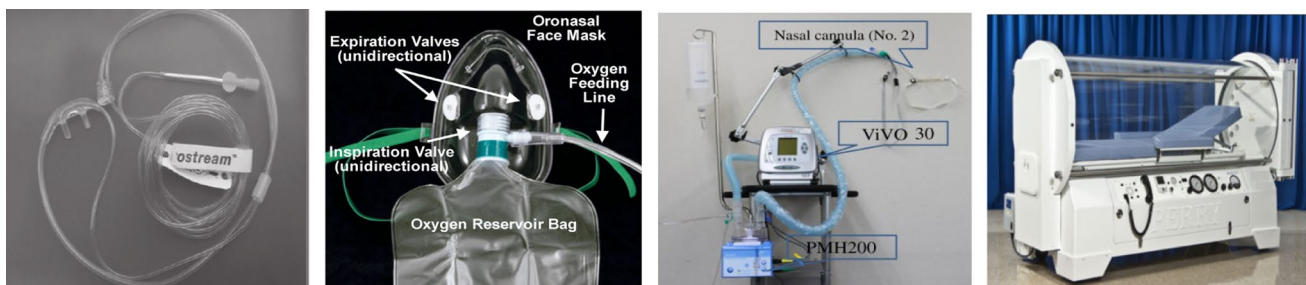 ostream™
Oronasal
Face Mask
Expiration Valves
(unidirectional)
Oxygen
Feeding
Line
Inspiration Valve
(unidirectional)
Oxygen Reservoir Bag
Nasal cannula (No. 2)
ViVO 30
PMH200
PERRY